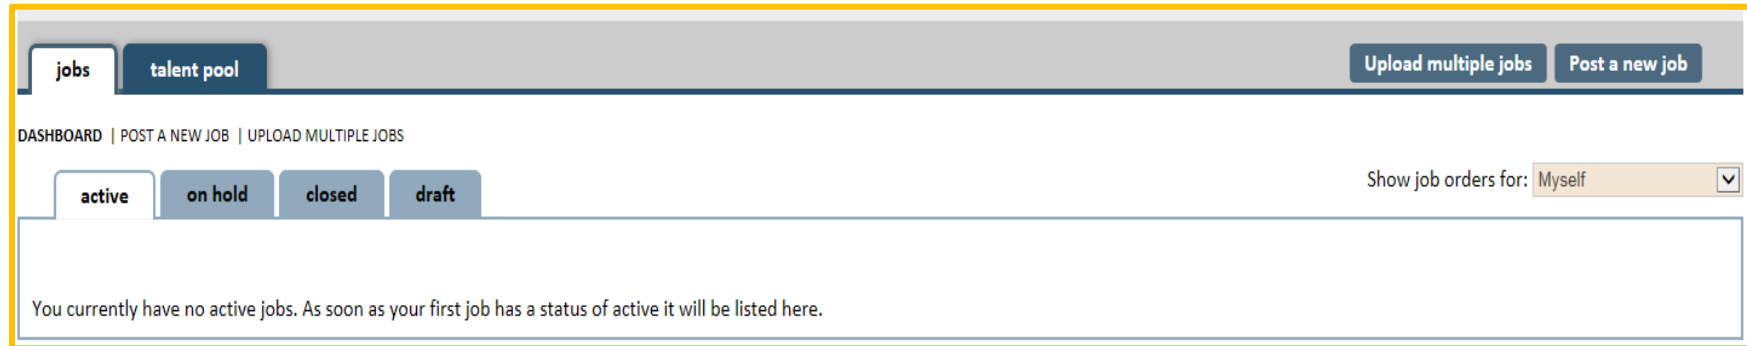 jobs talent pool Upload multiple jobs Post a new job
DASHBOARD | POST A NEW JOB | UPLOAD MULTIPLE JOBS
active on hold closed draft Show job orders for: Myself
You currently have no active jobs. As soon as your first job has a status of active it will be listed here.